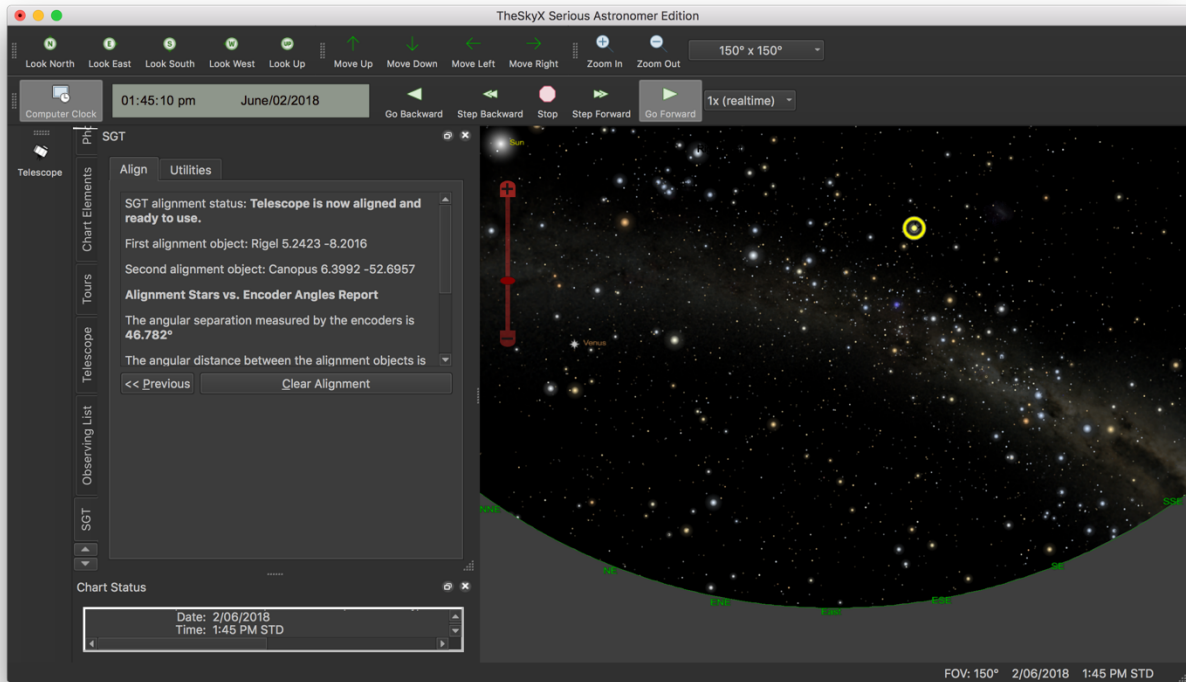 TheSkyX Serious Astronomer Edition
N E S W UP
Look North Look East Look South Look West Look Up Move Up Move Down Move Left Move Right Zoom In Zoom Out 150° x 150°
Computer Clock 01:45:10 pm June/02/2018 Go Backward Step Backward Stop Step Forward Go Forward 1x (realtime)
Telescope
Chart Elements
Tours
Telescope
Observing List
SGT
SGT
Align Utilities
SGT alignment status: Telescope is now aligned and
ready to use.
First alignment object: Rigel 5.2423 -8.2016
Second alignment object: Canopus 6.3992 -52.6957
Alignment Stars vs. Encoder Angles Report
The angular separation measured by the encoders is
46.782°
The angular distance between the alignment objects is
<< Previous Clear Alignment
Chart Status
Date: 2/06/2018
Time: 1:45 PM STD
Sun
Venus
NNE
NE
ENE
East
ESE
SE
SSE
FOV: 150° 2/06/2018 1:45 PM STD